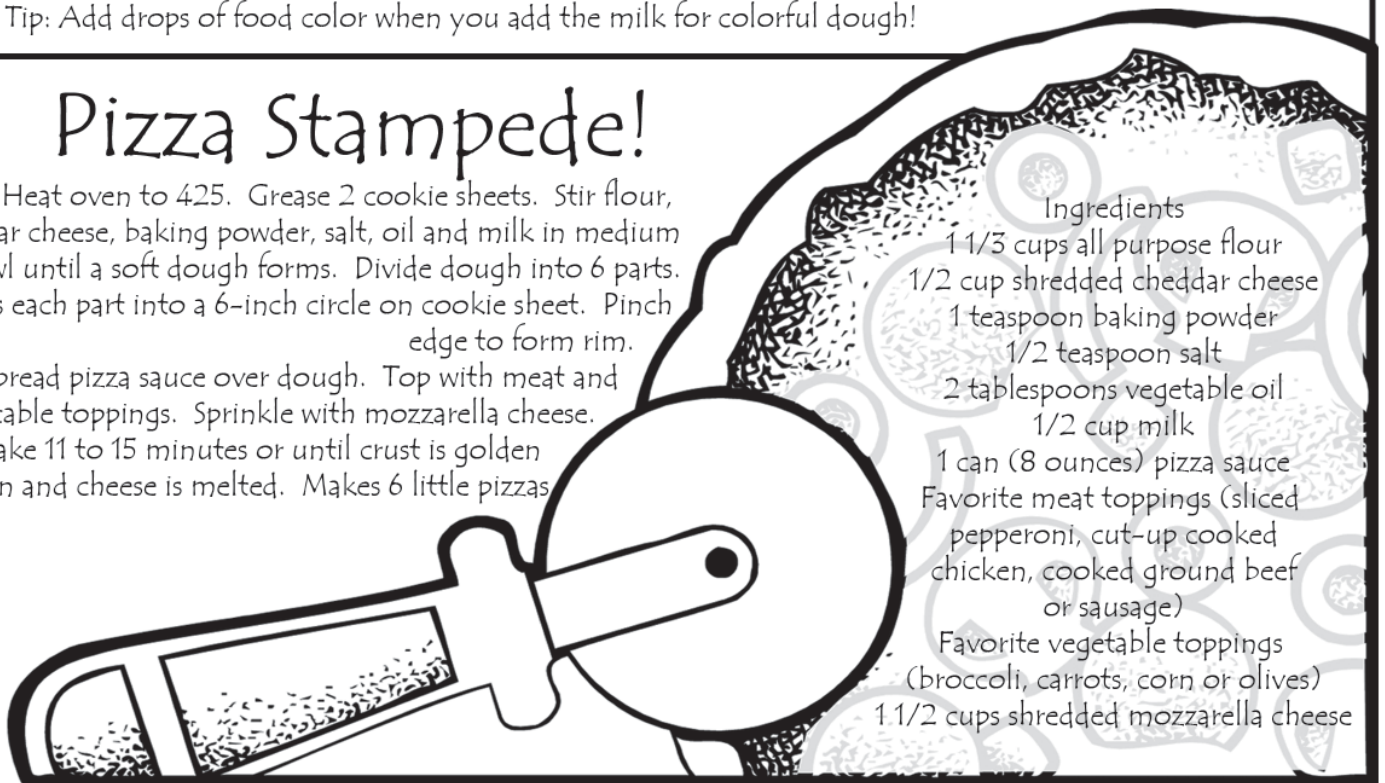 Tip: Add drops of food color when you add the milk for colorful dough!
Pizza Stampede!
Heat oven to 425. Grease 2 cookie sheets. Stir flour,
ar cheese, baking powder, salt, oil and milk in medium
wl until a soft dough forms. Divide dough into 6 parts.
s each part into a 6-inch circle on cookie sheet. Pinch
edge to form rim.
pread pizza sauce over dough. Top with meat and
table toppings. Sprinkle with mozzarella cheese.
ake 11 to 15 minutes or until crust is golden
n and cheese is melted. Makes 6 little pizzas
Ingredients
1 1/3 cups all purpose flour
1/2 cup shredded cheddar cheese
1 teaspoon baking powder
1/2 teaspoon salt
2 tablespoons vegetable oil
1/2 cup milk
1 can (8 ounces) pizza sauce
Favorite meat toppings (sliced
pepperoni, cut-up cooked
chicken, cooked ground beef
or sausage)
Favorite vegetable toppings
(broccoli, carrots, corn or olives)
1 1/2 cups shredded mozzarella cheese